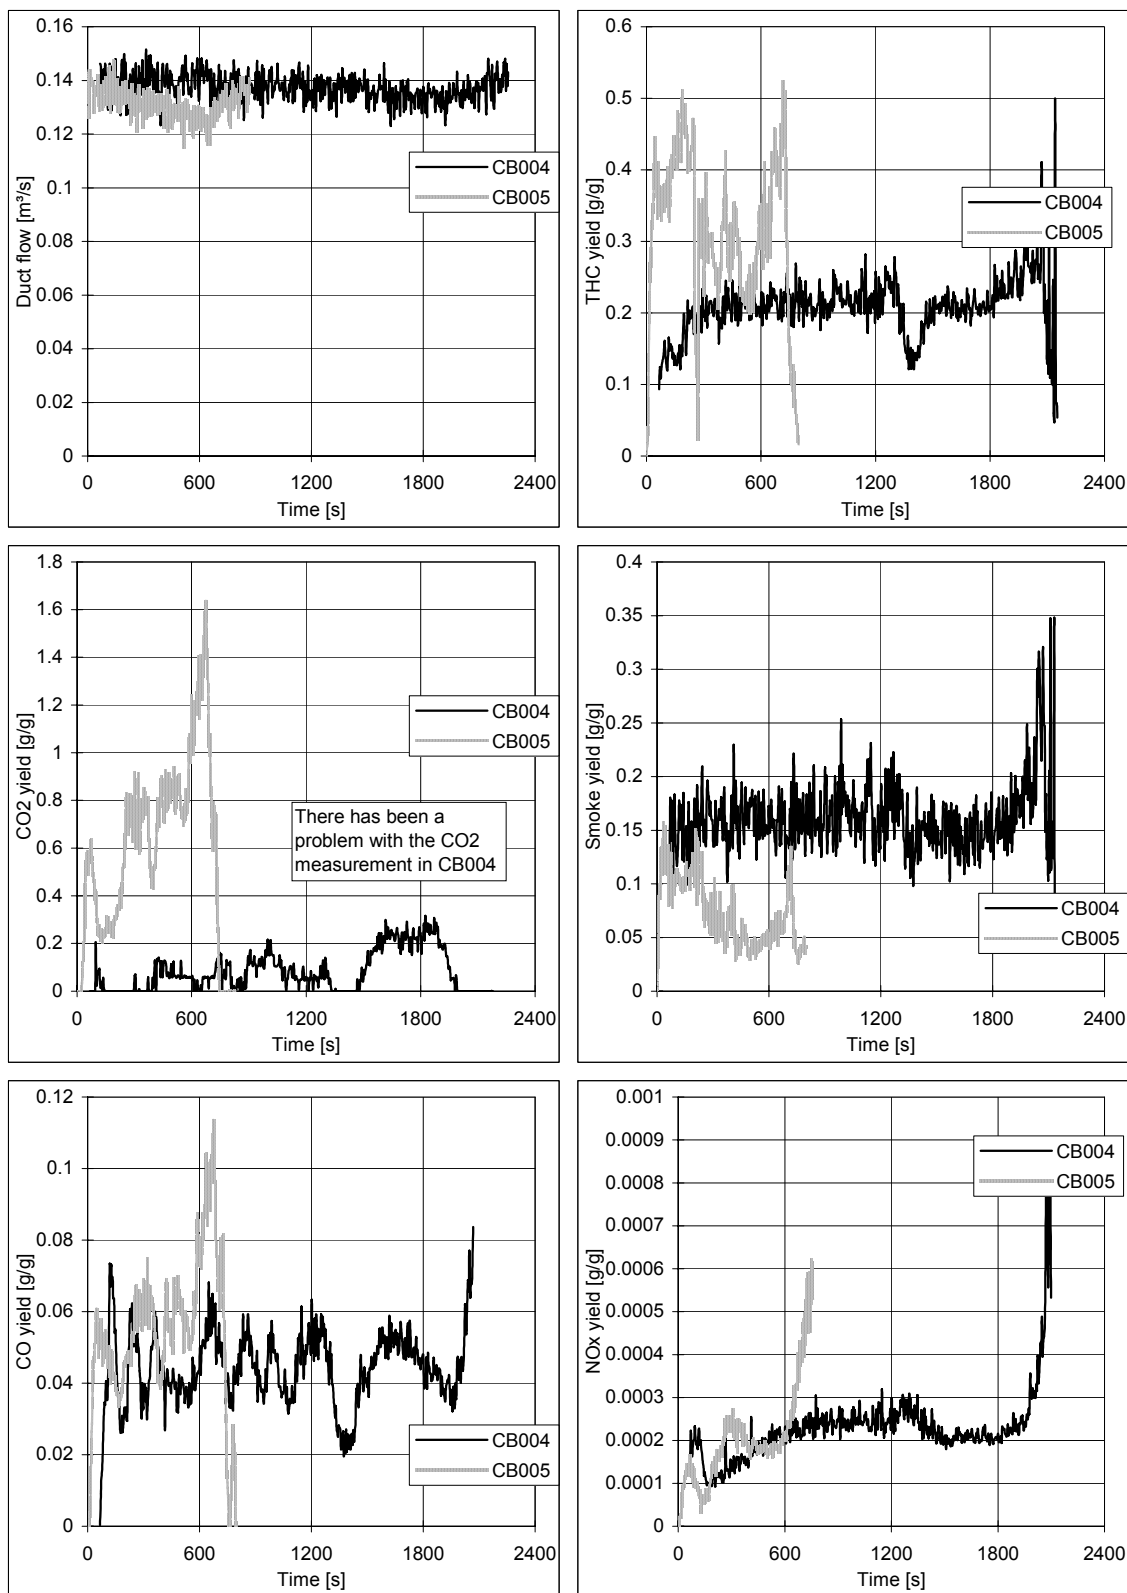 0.16
0.14
0.12
0.1
0.08
0.06
0.04
0.02
0
Duct flow [m³/s]
0 600 1200 1800 2400
Time [s]
CB004
CB005
0.6
0.5
0.4
0.3
0.2
0.1
0
THC yield [g/g]
0 600 1200 1800 2400
Time [s]
CB004
CB005
1.8
1.6
1.4
1.2
1
0.8
0.6
0.4
0.2
0
CO2 yield [g/g]
0 600 1200 1800 2400
Time [s]
CB004
CB005
There has been a
problem with the CO2
measurement in CB004
0.4
0.35
0.3
0.25
0.2
0.15
0.1
0.05
0
Smoke yield [g/g]
0 600 1200 1800 2400
Time [s]
CB004
CB005
0.12
0.1
0.08
0.06
0.04
0.02
0
CO yield [g/g]
0 600 1200 1800 2400
Time [s]
CB004
CB005
0.001
0.0009
0.0008
0.0007
0.0006
0.0005
0.0004
0.0003
0.0002
0.0001
0
NOx yield [g/g]
0 600 1200 1800 2400
Time [s]
CB004
CB005